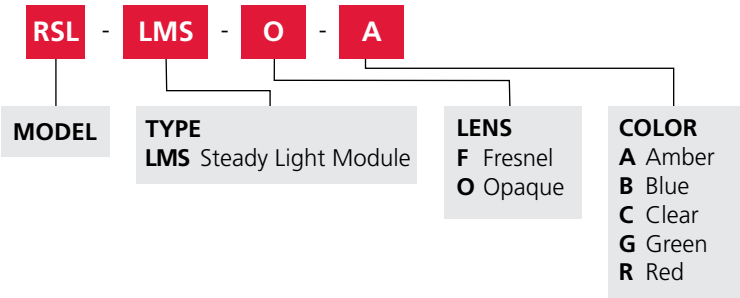 RSL - LMS - O - A
MODEL
TYPE
LMS Steady Light Module
LENS
F Fresnel
O Opaque
COLOR
A Amber
B Blue
C Clear
G Green
R Red